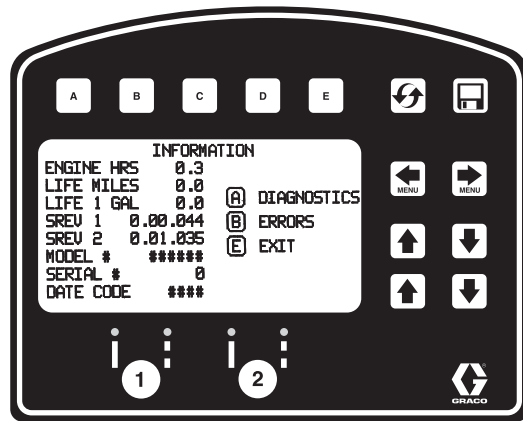 A B C D E
INFORMATION
ENGINE HRS 0.3
LIFE MILES 0.0
LIFE 1 GAL 0.0
SREV 1 0.00.044
SREV 2 0.01.035
MODEL # ######
SERIAL # 0
DATE CODE ####
A DIAGNOSTICS
B ERRORS
E EXIT
MENU MENU
1 2
GRACO